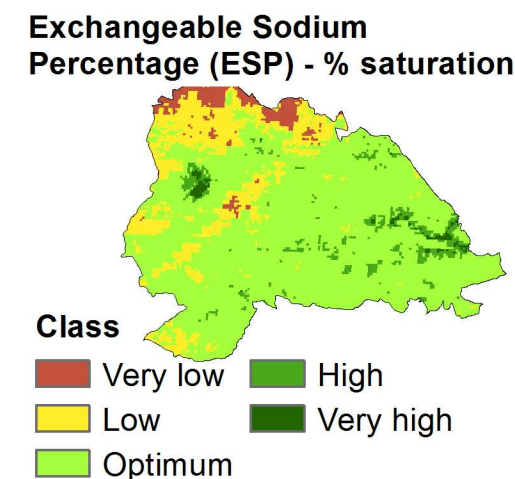 Exchangeable Sodium
Percentage (ESP) - % saturation
Class
Very low
High
Low
Very high
Optimum